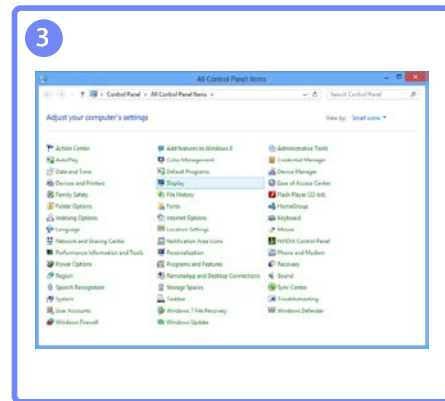 3
All Control Panel Items
Control Panel › All Control Panel Items ›
Search Control Panel
Adjust your computer's settings
View by: Small icons
Action Center
Add features to Windows 8
Administrative Tools
AutoPlay
Color Management
Credential Manager
Date and Time
Default Programs
Device Manager
Devices and Printers
Display
Ease of Access Center
Family Safety
File History
Flash Player (32-bit)
Folder Options
Fonts
HomeGroup
Indexing Options
Internet Options
Keyboard
Language
Location Settings
Mouse
Network and Sharing Center
Notification Area Icons
NVIDIA Control Panel
Performance Information and Tools
Personalization
Phone and Modem
Power Options
Programs and Features
Recovery
Region
RemoteApp and Desktop Connections
Sound
Speech Recognition
Storage Spaces
Sync Center
System
Taskbar
Troubleshooting
User Accounts
Windows 7 File Recovery
Windows Defender
Windows Firewall
Windows Update